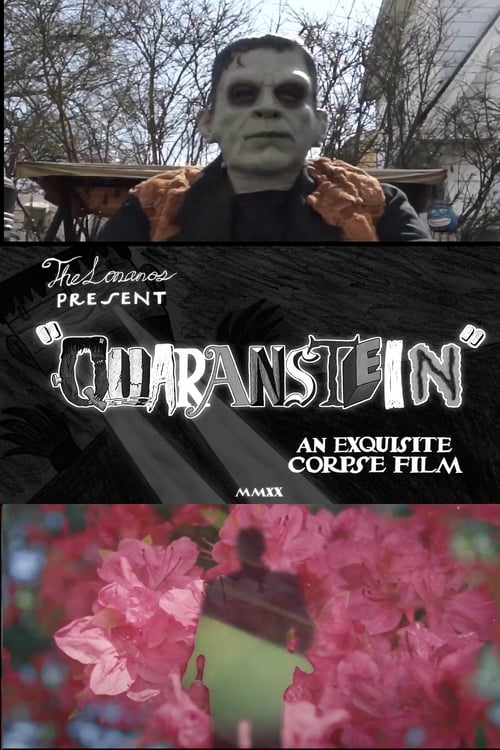 The Lozanos
PRESENT
"QUARANSTEIN"
AN EXQUISITE
CORPSE FILM
MMXX